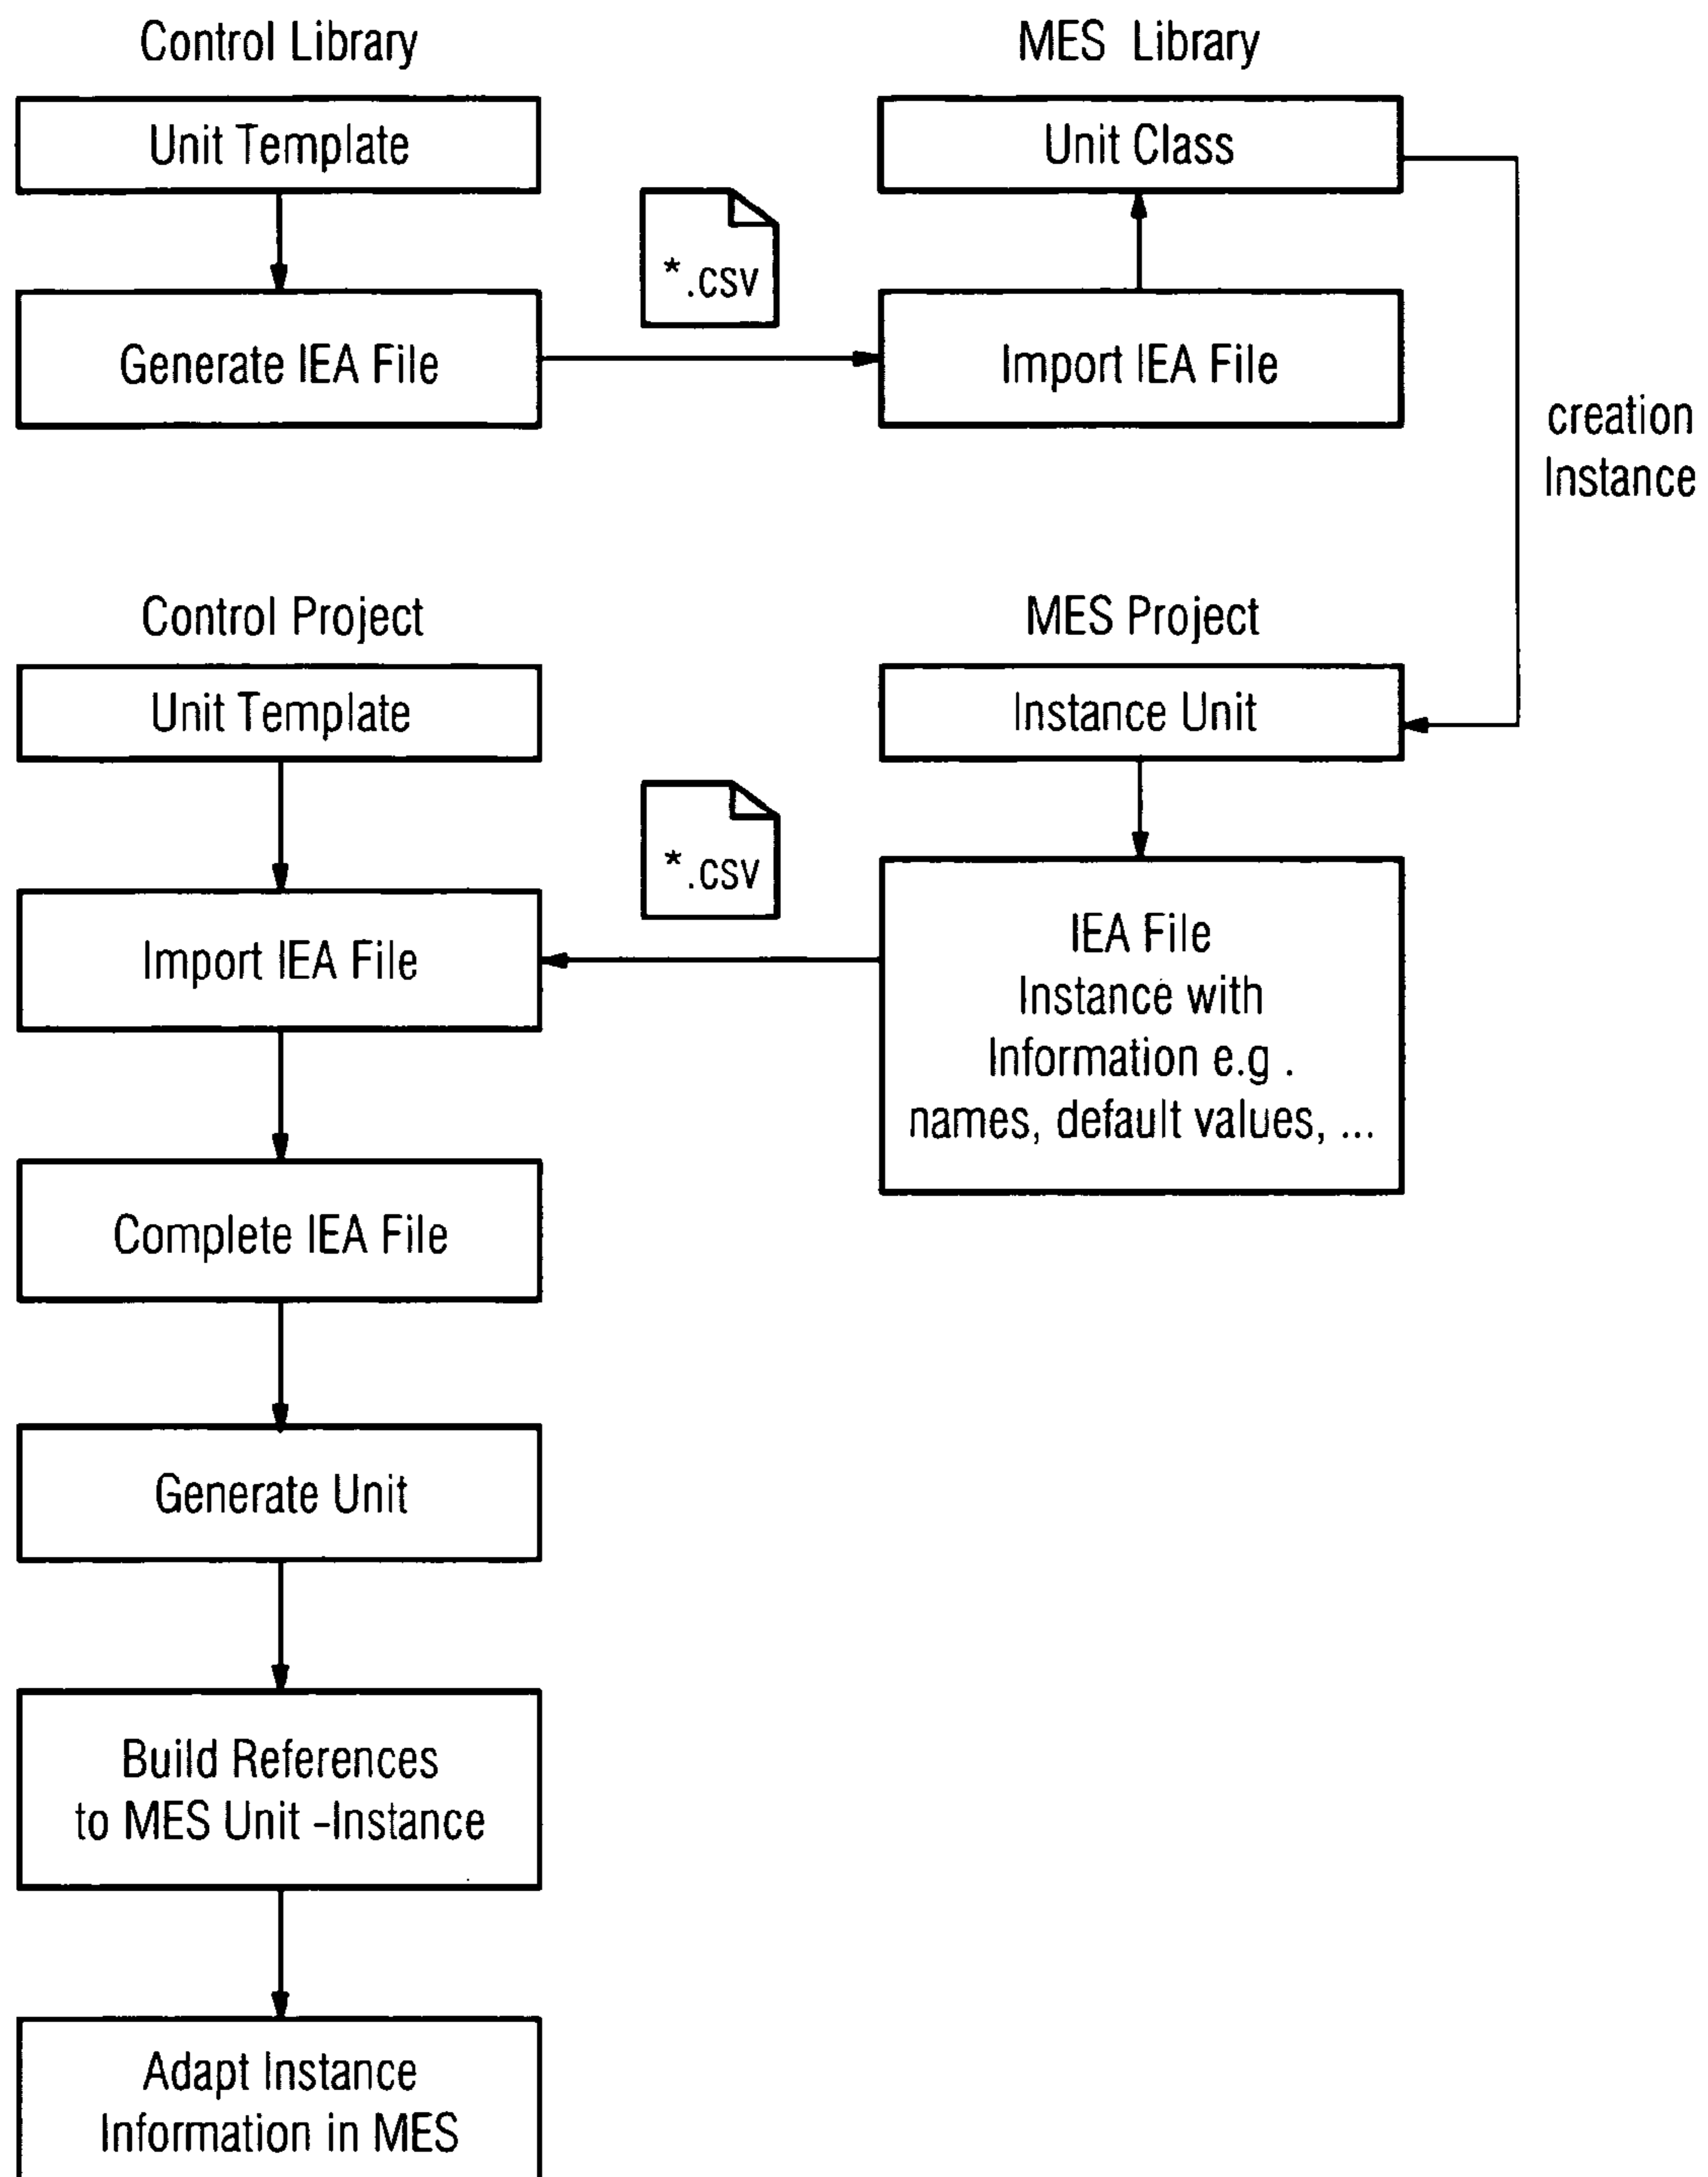 Control Library
MES Library
Unit Template
Unit Class
*.csv
Generate IEA File
Import IEA File
creation
Instance
Control Project
MES Project
Unit Template
Instance Unit
*.csv
Import IEA File
IEA File
Instance with
Information e.g .
names, default values, ...
Complete IEA File
Generate Unit
Build References
to MES Unit -Instance
Adapt Instance
Information in MES